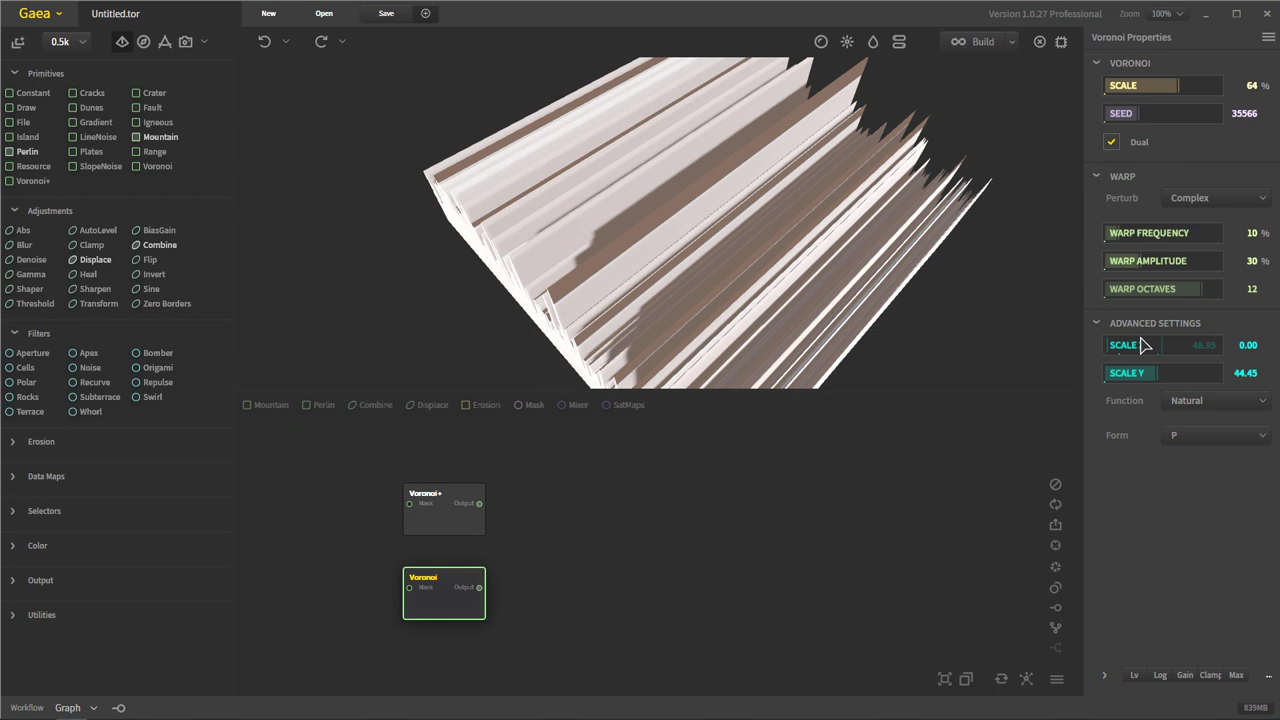 Gaea Untitled.tor New Open Save Version 1.0.27 Professional Zoom 100%
0.5k Build
Primitives
Constant Cracks Crater
Draw Dunes Fault
File Gradient Igneous
Island LineNoise Mountain
Perlin Plates Range
Resource SlopeNoise Voronoi
Voronoi+
Adjustments
Abs AutoLevel BiasGain
Blur Clamp Combine
Denoise Displace Flip
Gamma Heal Invert
Shaper Sharpen Sine
Threshold Transform Zero Borders
Filters
Aperture Apex Bomber
Cells Noise Origami
Polar Recurve Repulse
Rocks Subterrace Swirl
Terrace Whorl
Erosion
Data Maps
Selectors
Color
Output
Utilities
Mountain Perlin Combine Displace Erosion Mask Mixer SatMaps
Voronoi+
Mask Output
Voronoi
Mask Output
Voronoi Properties
VORONOI
SCALE 64 %
SEED 35566
Dual
WARP
Perturb Complex
WARP FREQUENCY 10 %
WARP AMPLITUDE 30 %
WARP OCTAVES 12
ADVANCED SETTINGS
SCALE 48.95 0.00
SCALE Y 44.45
Function Natural
Form P
Lv Log Gain Clamp Max ...
Workflow Graph 839MB